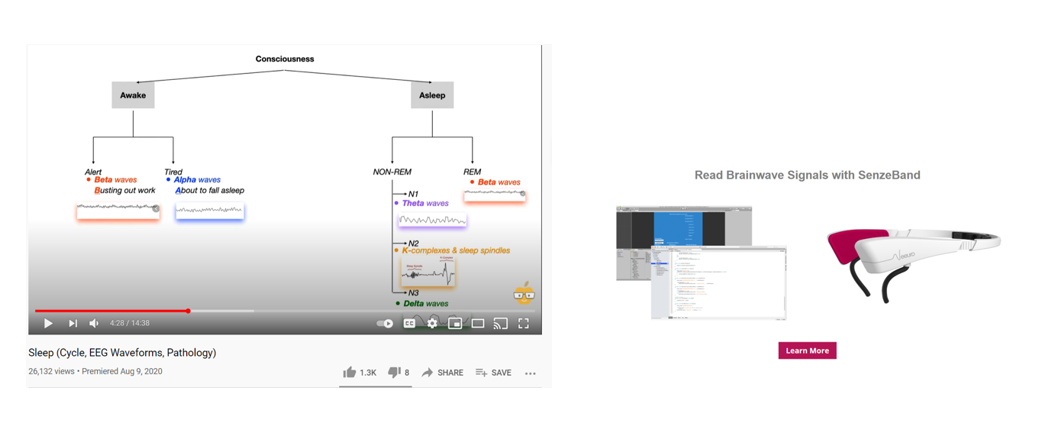 Consciousness
Awake
Asleep
Alert
Beta waves
Busting out work
Tired
Alpha waves
About to fall asleep
NON-REM
N1
Theta waves
N2
K-complexes & sleep spindles
N3
Delta waves
REM
Beta waves
4:28 / 14:38
CC
Sleep (Cycle, EEG Waveforms, Pathology)
26,132 views • Premiered Aug 9, 2020
1.3K
8
SHARE
SAVE
Read Brainwave Signals with SenzeBand
Learn More